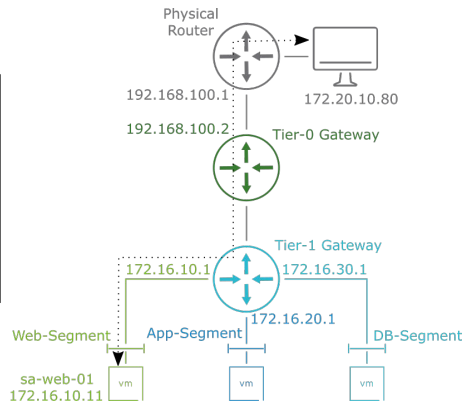 Physical
Router
192.168.100.1
172.20.10.80
192.168.100.2
Tier-0 Gateway
Tier-1 Gateway
172.16.10.1
172.16.30.1
172.16.20.1
Web-Segment
App-Segment
DB-Segment
sa-web-01
172.16.10.11
vm
vm
vm